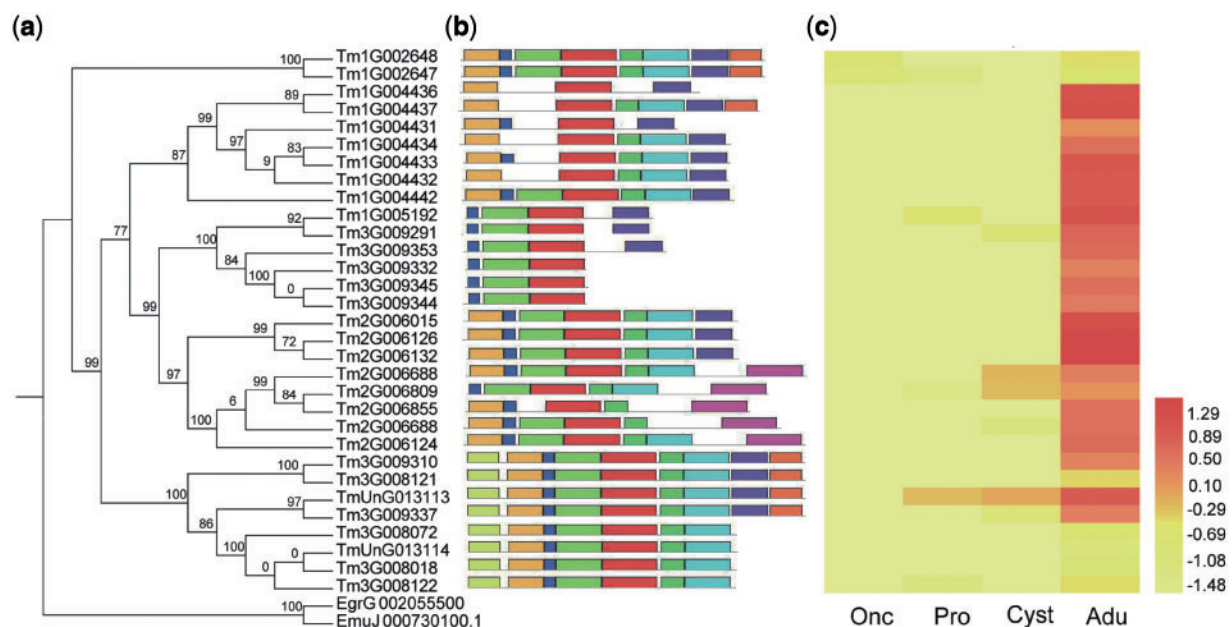 (a)
(b)
(c)
100
Tm1G002648
Tm1G002647
89
Tm1G004436
Tm1G004437
99
Tm1G004431
97
Tm1G004434
83
9
Tm1G004433
87
Tm1G004432
Tm1G004442
77
92
Tm1G005192
Tm3G009291
100
Tm3G009353
84
Tm3G009332
100
Tm3G009345
0
99
Tm3G009344
99
Tm2G006015
Tm2G006126
72
Tm2G006132
99
97
Tm2G006688
99
Tm2G006809
84
6
Tm2G006855
100
Tm2G006688
Tm2G006124
100
Tm3G009310
Tm3G008121
100
97
TmUnG013113
Tm3G009337
86
Tm3G008072
100
TmUnG013114
0
Tm3G008018
0
Tm3G008122
100
EgrG 002055500
EmuJ 000730100.1
1.29
0.89
0.50
0.10
-0.29
-0.69
-1.08
-1.48
Onc Pro Cyst Adu